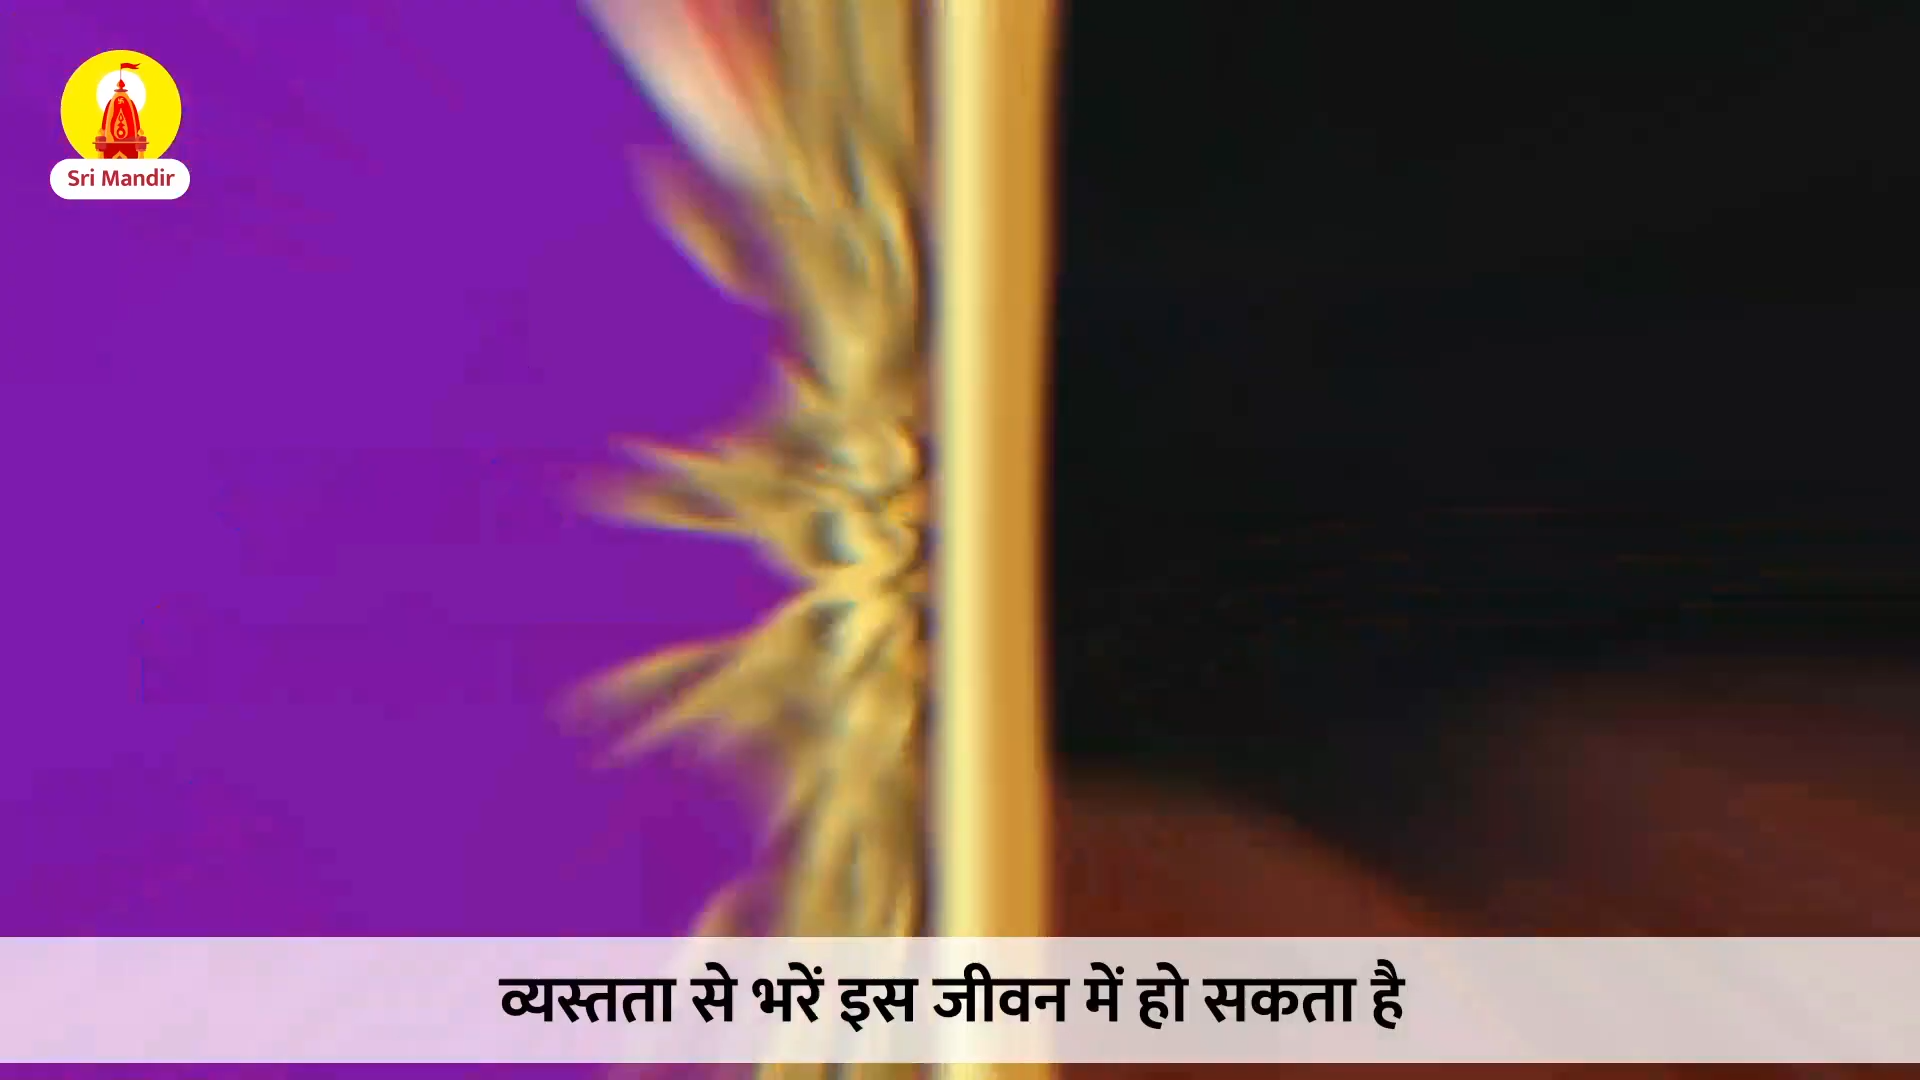 Sri Mandir
व्यस्तता से भरें इस जीवन में हो सकता है